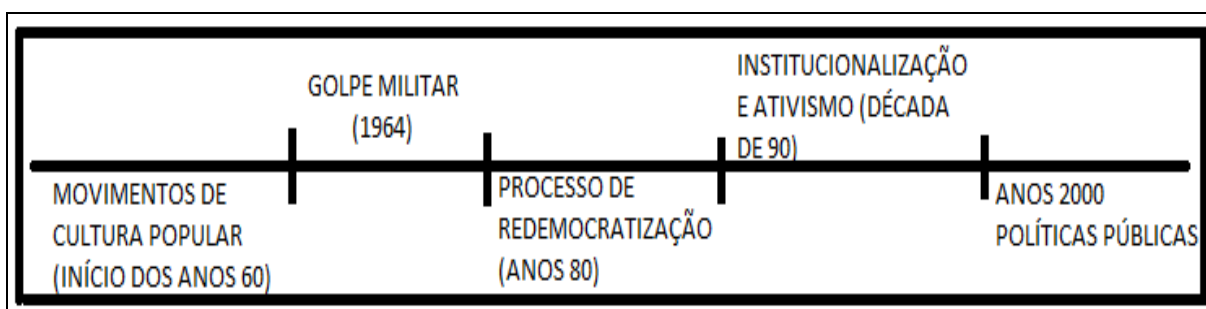 MOVIMENTOS DE
CULTURA POPULAR
(INÍCIO DOS ANOS 60)
GOLPE MILITAR
(1964)
PROCESSO DE
REDEMOCRATIZAÇÃO
(ANOS 80)
INSTITUCIONALIZAÇÃO
E ATIVISMO (DÉCADA
DE 90)
ANOS 2000
POLÍTICAS PÚBLICAS